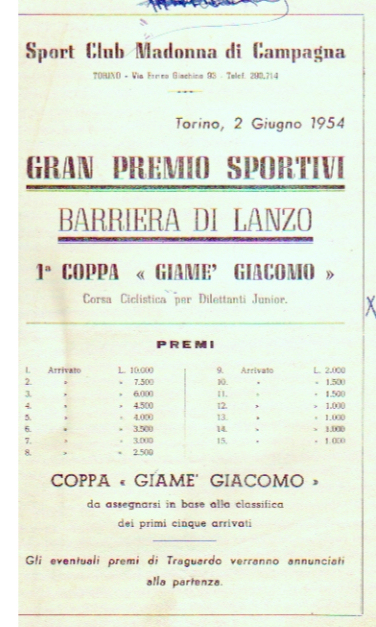 Sport Club Madonna di Campagna
TORINO - Via Fosca Giachino 93 - Telef. 292.714
Torino, 2 Giugno 1954
GRAN PREMIO SPORTIVI
BARRIERA DI LANZO
1ª COPPA « GIAME' GIACOMO »
Corsa Ciclistica per Dilettanti Junior.
PREMI
1. Arrivato L. 10.000
2. » » 7.500
3. » » 6.000
4. » » 4.500
5. » » 4.000
6. » » 3.500
7. » » 3.000
8. » » 2.500
9. Arrivato L. 2.000
10. » » 1.500
11. » » 1.500
12. » » 1.000
13. » » 1.000
14. » » 1.000
15. » » 1.000
COPPA « GIAME' GIACOMO »
da assegnarsi in base alla classifica
dei primi cinque arrivati
Gli eventuali premi di Traguardo verranno annunciati
alla partenza.